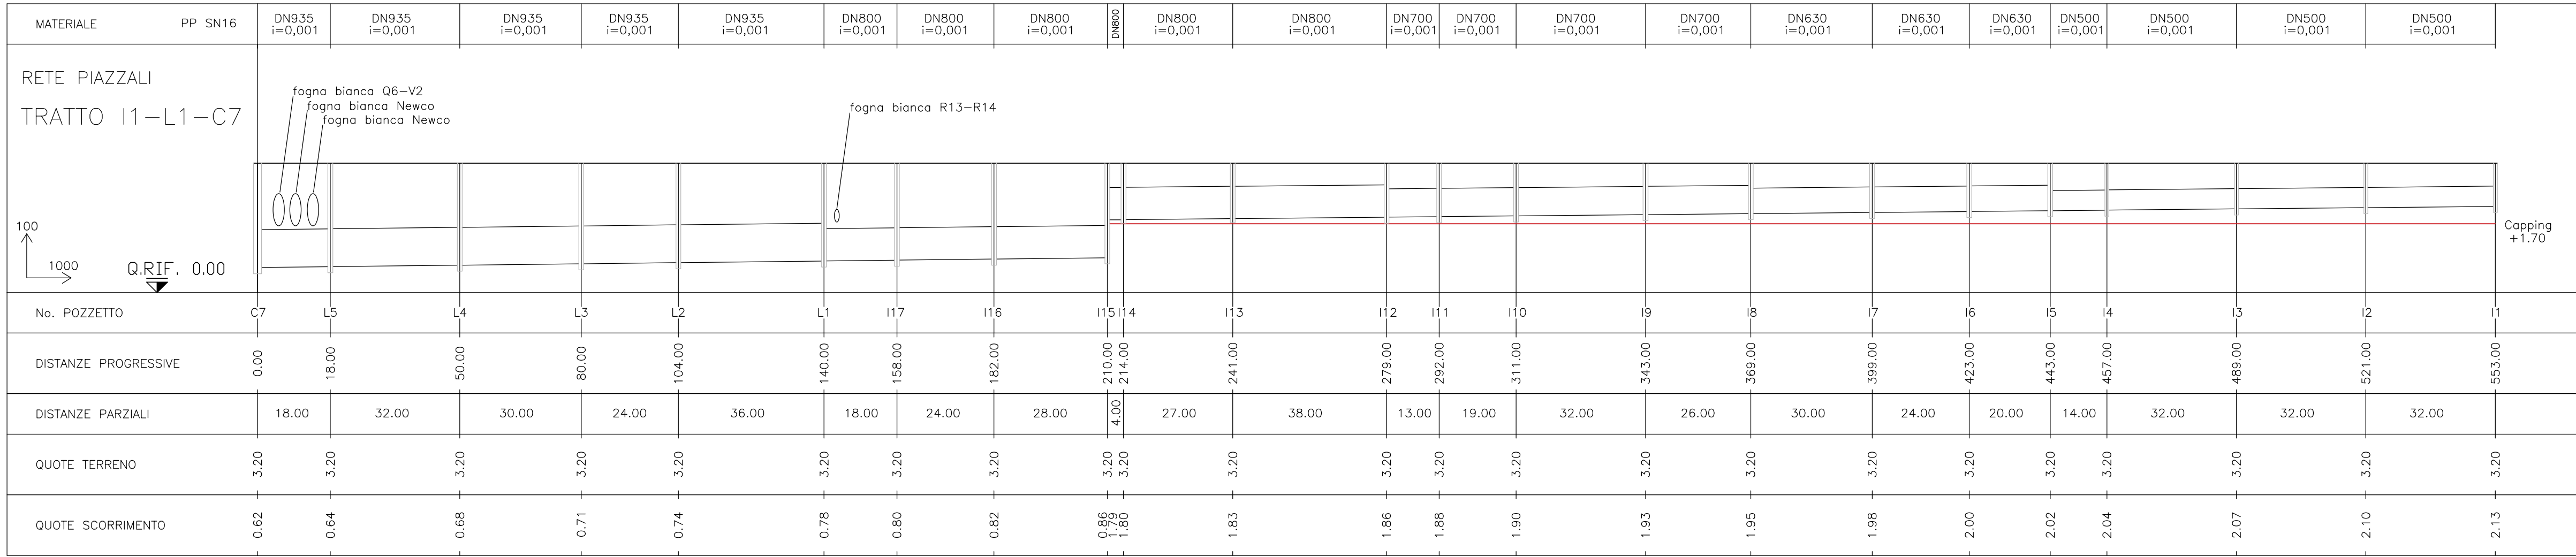 MATERIALE PP SN16 DN935 DN935 DN935 DN935 DN935 DN800 DN800 DN800 DN800 DN800 DN800 DN700 DN700 DN700 DN700 DN630 DN630 DN630 DN500 DN500 DN500 DN500
i=0,001 i=0,001 i=0,001 i=0,001 i=0,001 i=0,001 i=0,001 i=0,001 i=0,001 i=0,001 i=0,001 i=0,001 i=0,001 i=0,001 i=0,001 i=0,001 i=0,001 i=0,001 i=0,001 i=0,001 i=0,001
RETE PIAZZALI
TRATTO I1-L1-C7
fogna bianca Q6-V2
fogna bianca Newco
fogna bianca Newco
fogna bianca R13-R14
100
1000
Q.RIF. 0.00
Capping
+1.70
No. POZZETTO C7 L5 L4 L3 L2 L1 I17 I16 I15 I14 I13 I12 I11 I10 I9 I8 I7 I6 I5 I4 I3 I2 I1
DISTANZE PROGRESSIVE 0.00 18.00 50.00 80.00 104.00 140.00 158.00 182.00 210.00 214.00 241.00 279.00 292.00 311.00 343.00 369.00 399.00 423.00 443.00 457.00 489.00 521.00 553.00
DISTANZE PARZIALI 18.00 32.00 30.00 24.00 36.00 18.00 24.00 28.00 4.00 27.00 38.00 13.00 19.00 32.00 26.00 30.00 24.00 20.00 14.00 32.00 32.00 32.00
QUOTE TERRENO 3.20 3.20 3.20 3.20 3.20 3.20 3.20 3.20 3.20 3.20 3.20 3.20 3.20 3.20 3.20 3.20 3.20 3.20 3.20 3.20 3.20 3.20 3.20
QUOTE SCORRIMENTO 0.62 0.64 0.68 0.71 0.74 0.78 0.80 0.82 0.86 1.79 1.80 1.83 1.86 1.88 1.90 1.93 1.95 1.98 2.00 2.02 2.04 2.07 2.10 2.13